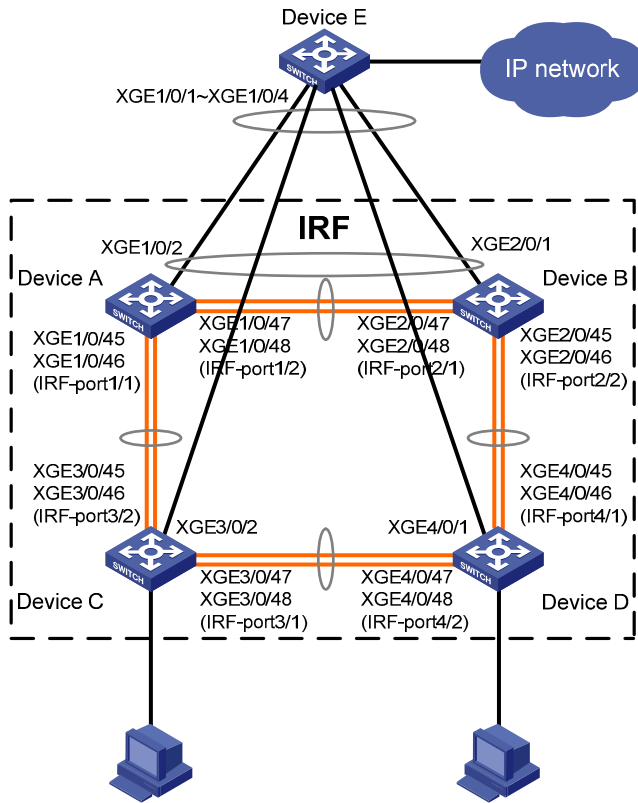 Device E
SWITCH
IP network
XGE1/0/1~XGE1/0/4
IRF
XGE1/0/2
XGE2/0/1
Device A
SWITCH
Device B
SWITCH
XGE1/0/45
XGE1/0/46
(IRF-port1/1)
XGE1/0/47
XGE1/0/48
(IRF-port1/2)
XGE2/0/47
XGE2/0/48
(IRF-port2/1)
XGE2/0/45
XGE2/0/46
(IRF-port2/2)
XGE3/0/45
XGE3/0/46
(IRF-port3/2)
XGE4/0/45
XGE4/0/46
(IRF-port4/1)
XGE3/0/2
XGE4/0/1
SWITCH
SWITCH
Device C
XGE3/0/47
XGE3/0/48
(IRF-port3/1)
XGE4/0/47
XGE4/0/48
(IRF-port4/2)
Device D